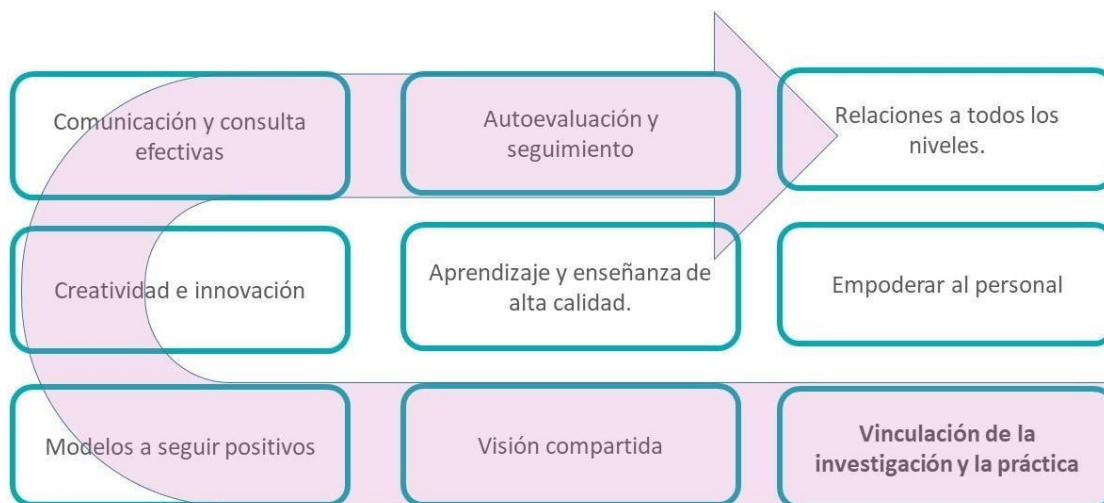 Comunicación y consulta
efectivas
Autoevaluación y
seguimiento
Relaciones a todos los
niveles.
Creatividad e innovación
Aprendizaje y enseñanza de
alta calidad.
Empoderar al personal
Modelos a seguir positivos
Visión compartida
Vinculación de la
investigación y la práctica